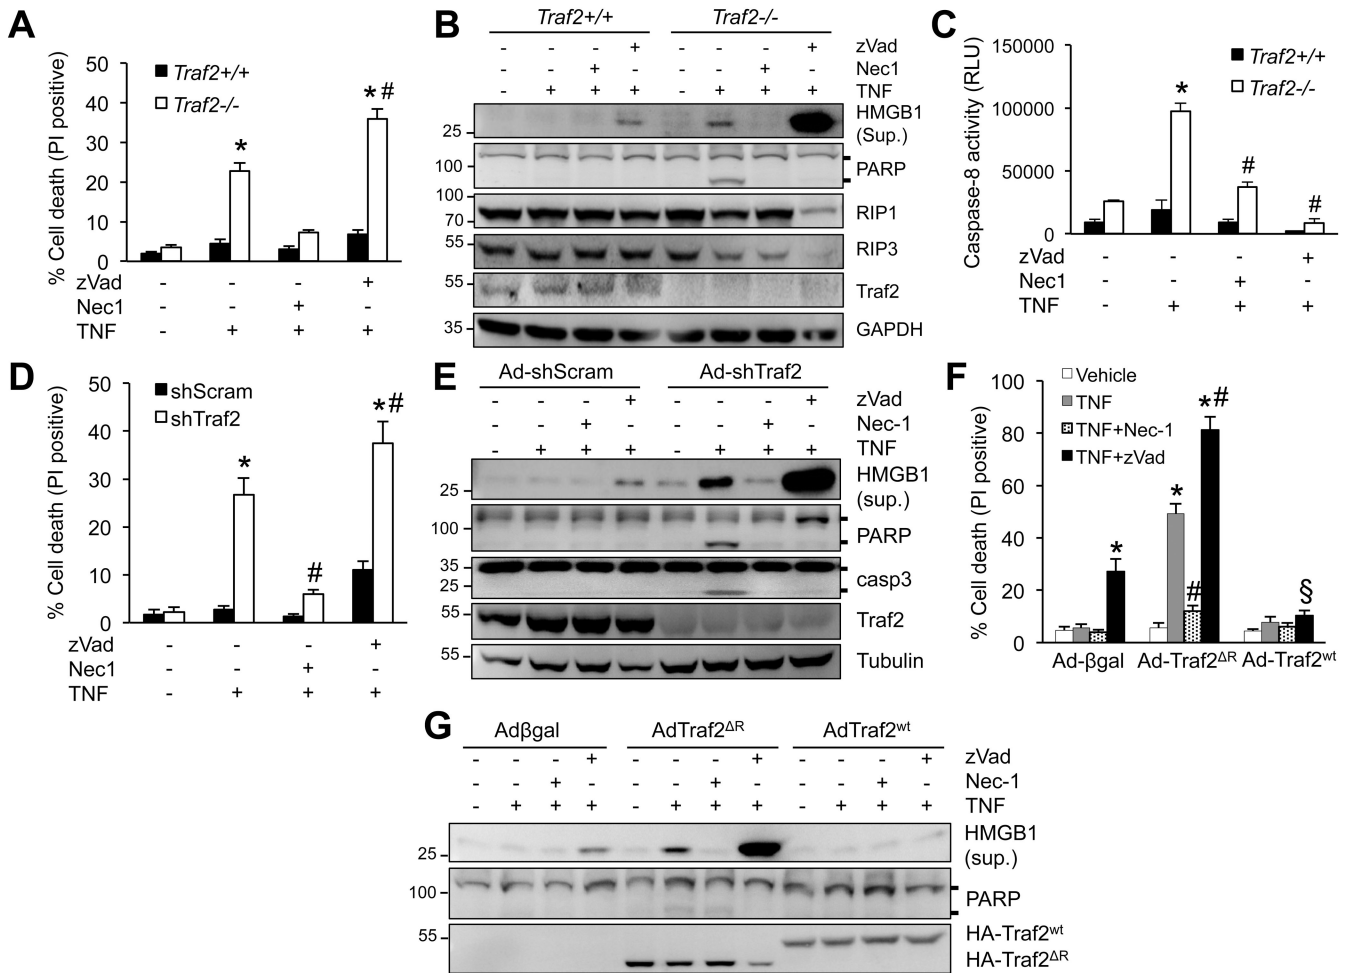 A
% Cell death (PI positive)
50
40
30
20
10
0
Traf2+/+
Traf2-/-
*
* #
zVad - - - +
Nec1 - - + -
TNF - + + +
B
Traf2+/+ Traf2-/-
- - - + - - - + zVad
- - + - - - + - Nec1
- + + + - + + + TNF
HMGB1
25 (Sup.)
100 PARP
100
70 RIP1
55 RIP3
55 Traf2
35 GAPDH
C
Caspase-8 activity (RLU)
150000
100000
50000
0
Traf2+/+
Traf2-/-
*
#
#
zVad - - - +
Nec1 - - + -
TNF - + + +
D
% Cell death (PI positive)
50
40
30
20
10
0
shScram
shTraf2
*
#
*#
zVad - - - +
Nec1 - - + -
TNF - + + +
E
Ad-shScram Ad-shTraf2
- - - + - - - + zVad
- - + - - - + - Nec-1
- + + + - + + + TNF
HMGB1
25 (sup.)
100 PARP
35
25 casp3
55 Traf2
55 Tubulin
F
% Cell death (PI positive)
100
80
60
40
20
0
Vehicle
TNF
TNF+Nec-1
TNF+zVad
*
*
#
*#
§
Ad-βgal Ad-Traf2ΔR Ad-Traf2wt
G
Adβgal AdTraf2ΔR AdTraf2wt
- - - + - - - + - - - + zVad
- - + - - - + - - - + - Nec-1
- + + + - + + + - + + + TNF
HMGB1
25 (sup.)
100 PARP
55 HA-Traf2wt
HA-Traf2ΔR